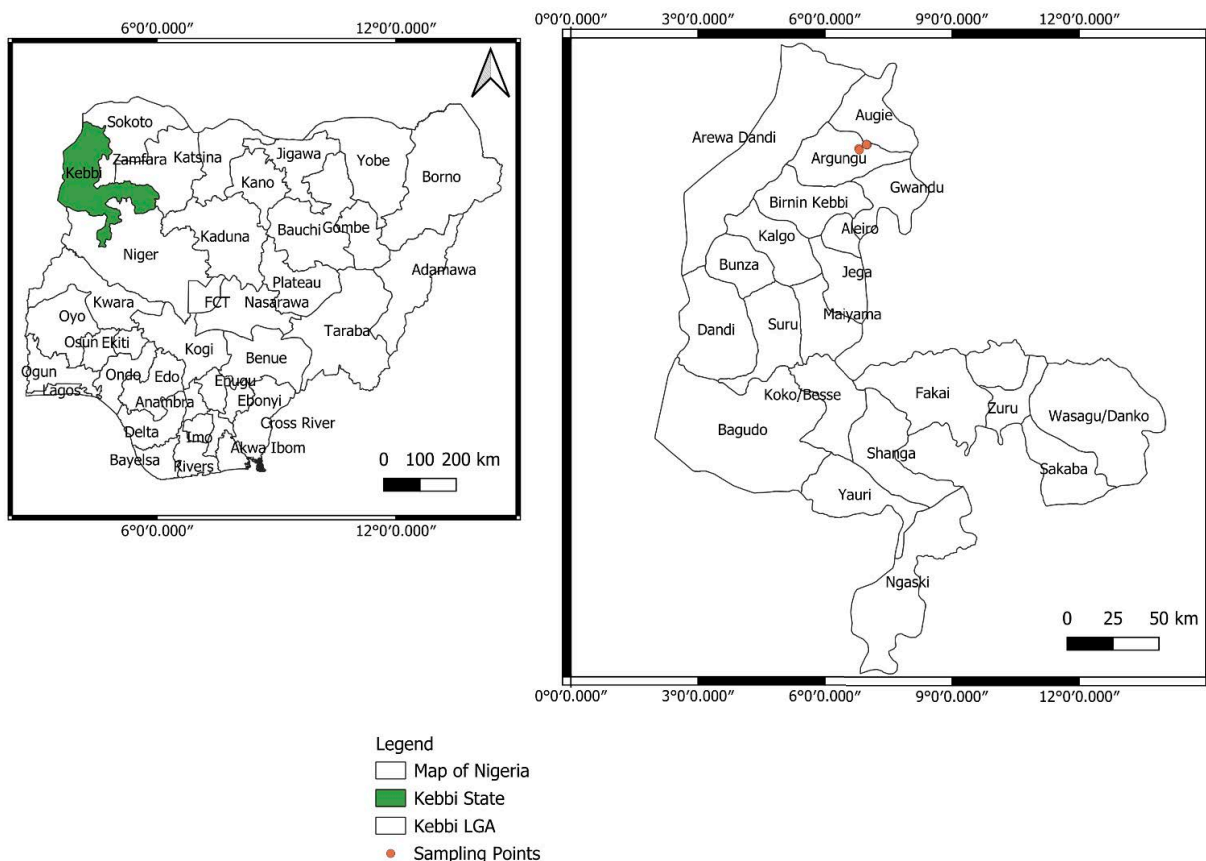 6°0′0.000″
12°0′0.000″
Sokoto
Zamfara
Katsina
Jigawa
Yobe
Borno
Kebbi
Kano
Kaduna
Bauchi
Gombe
Niger
Adamawa
Plateau
Kwara
FCT
Nasarawa
Oyo
Taraba
Osun
Ekiti
Kogi
Benue
Ogun
Ondo
Edo
Enugu
Lagos
Anambra
Ebonyi
Cross River
Delta
Imo
Akwa Ibom
Bayelsa
Rivers
0 100 200 km
6°0′0.000″
12°0′0.000″
0°0′0.000″
3°0′0.000″
6°0′0.000″
9°0′0.000″
12°0′0.000″
Augie
Arewa Dandi
Argungu
Gwandu
Birnin Kebbi
Aleiro
Kalgo
Bunza
Jega
Maiyama
Dandi
Suru
Koko/Besse
Fakai
Zuru
Wasagu/Danko
Bagudo
Shanga
Sakaba
Yauri
Ngaski
0 25 50 km
0°0′0.000″
3°0′0.000″
6°0′0.000″
9°0′0.000″
12°0′0.000″
Legend
Map of Nigeria
Kebbi State
Kebbi LGA
Sampling Points